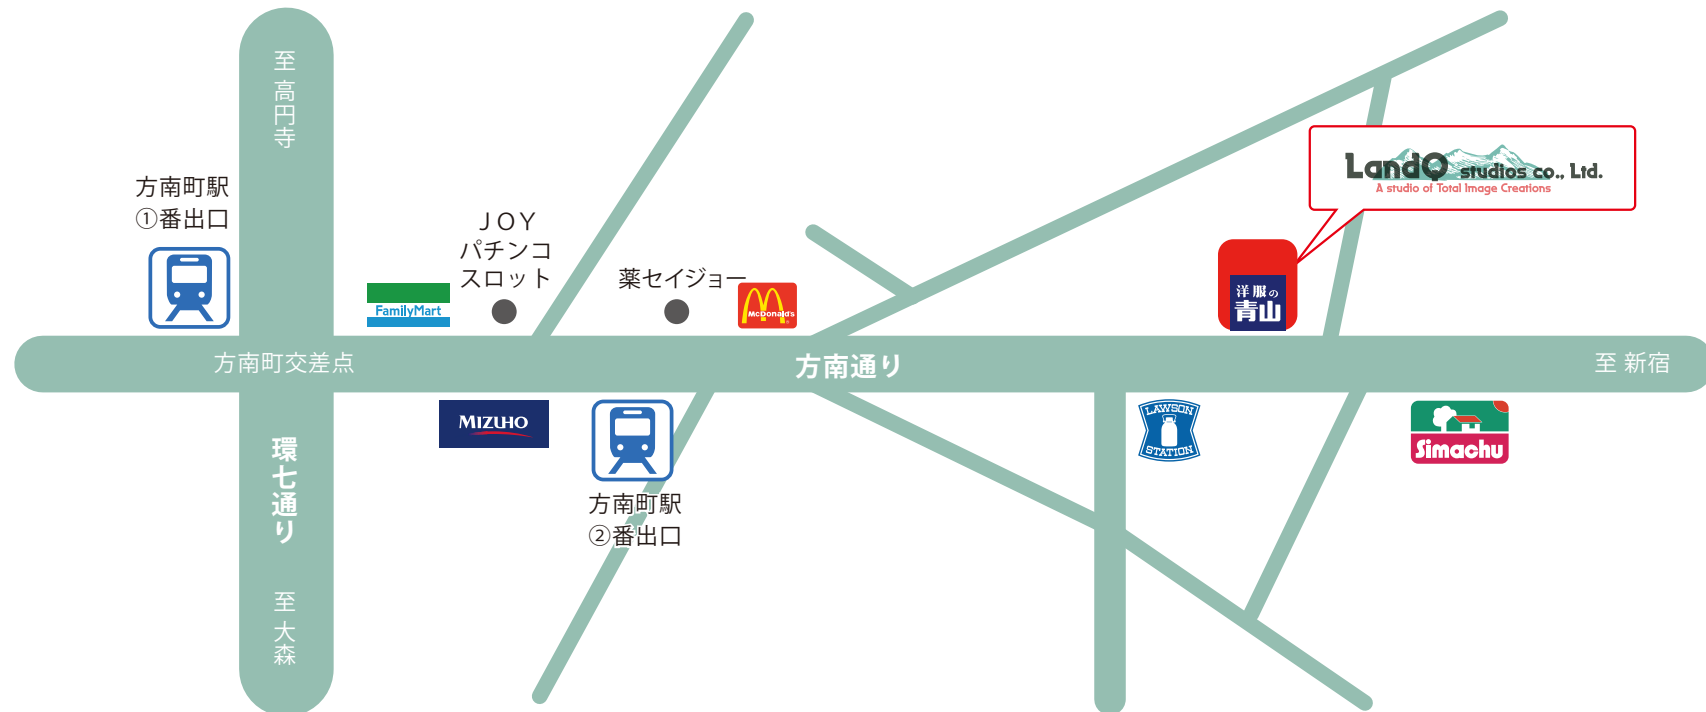 至 高円寺
方南町駅
①番出口
JOY
パチンコ
スロット
FamilyMart
薬セイジョー
McDonald's
LandQ studios co., Ltd.
A studio of Total Image Creations
洋服の
青山
方南町交差点
方南通り
至 新宿
MIZUHO
方南町駅
②番出口
LAWSON
STATION
Simachu
環七通り
至 大森